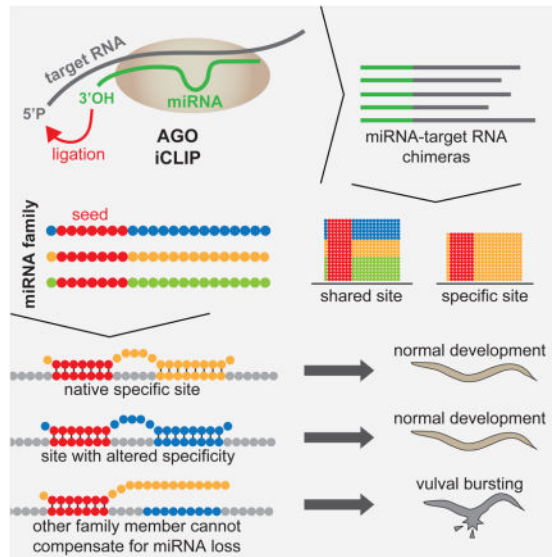 target RNA
5'P
3'OH
miRNA
ligation
AGO
iCLIP
miRNA-target RNA
chimeras
miRNA family
seed
shared site
specific site
native specific site
normal development
site with altered specificity
normal development
other family member cannot
compensate for miRNA loss
vulval bursting